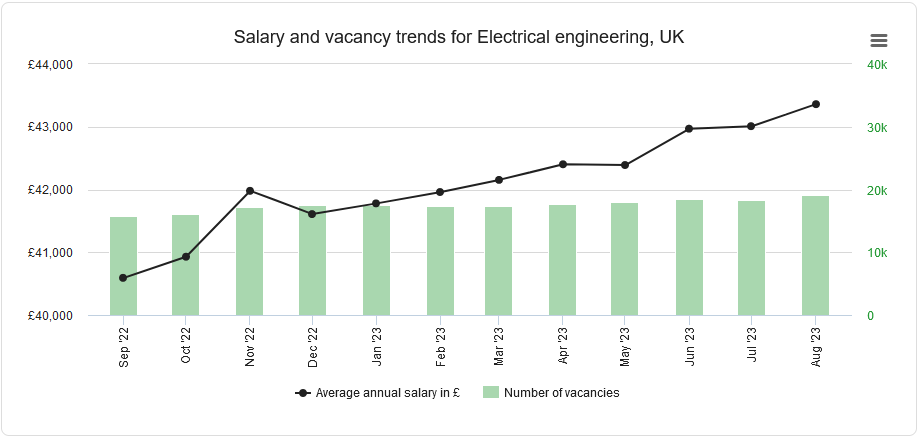 Salary and vacancy trends for Electrical engineering, UK
£44,000
40k
£43,000
30k
£42,000
20k
£41,000
10k
£40,000
0
Sep '22
Oct '22
Nov '22
Dec '22
Jan '23
Feb '23
Mar '23
Apr '23
May '23
Jun '23
Jul '23
Aug '23
Average annual salary in £
Number of vacancies